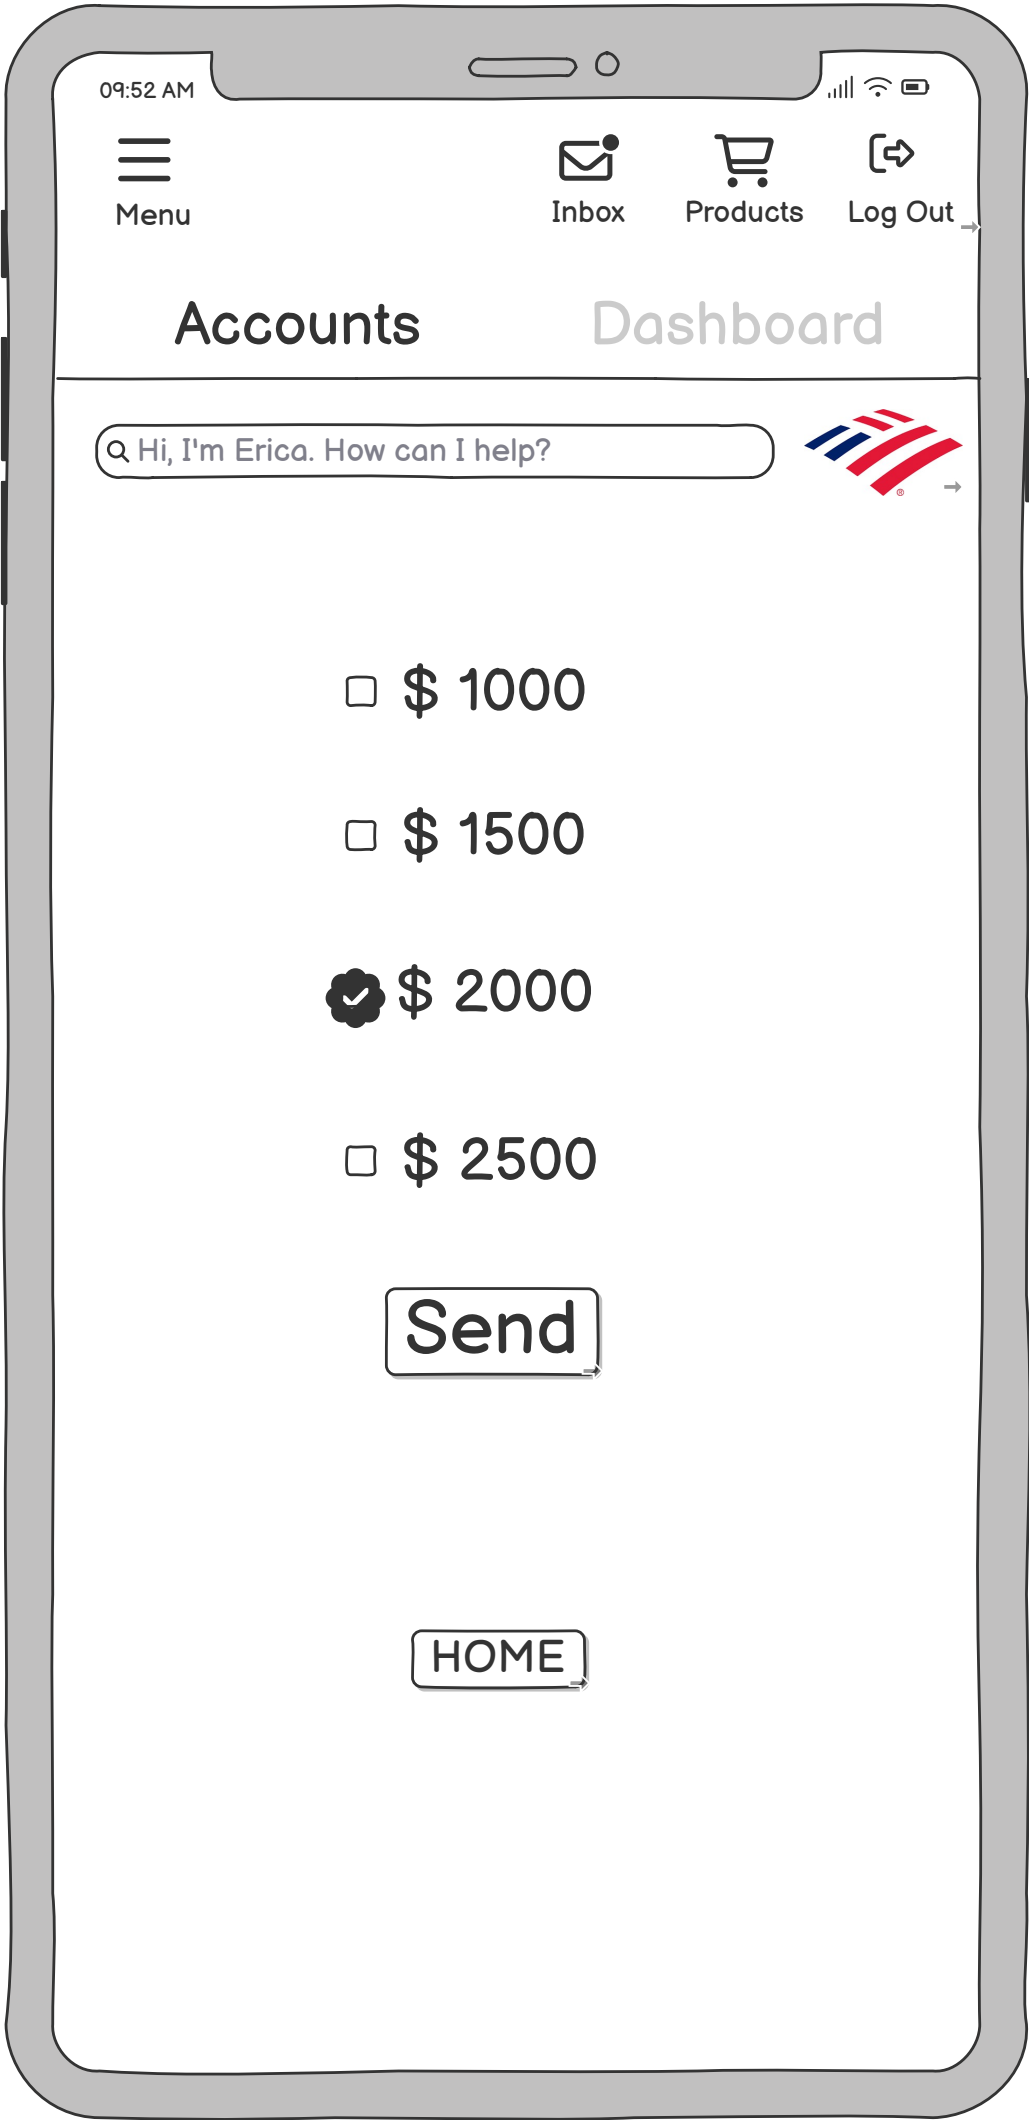 09:52 AM
Menu
Inbox
Products
Log Out
Accounts
Dashboard
Hi, I'm Erica. How can I help?
®
$ 1000
$ 1500
$ 2000
$ 2500
Send
HOME